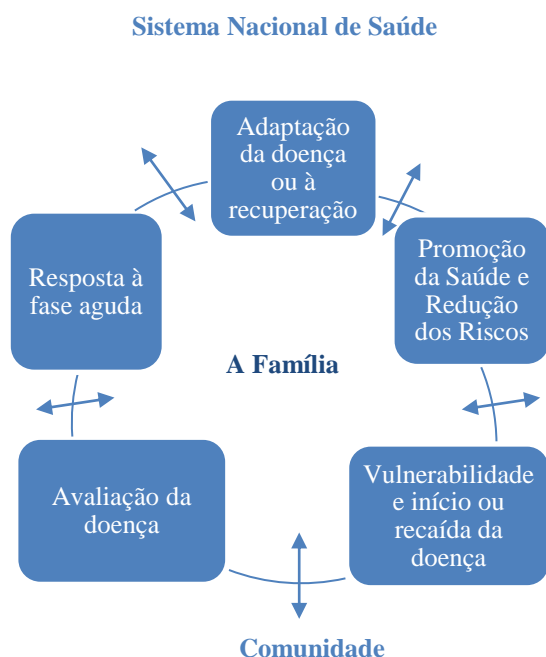 Sistema Nacional de Saúde
Adaptação
da doença
ou à
recuperação
Promoção
da Saúde e
Redução
dos Riscos
Resposta à
fase aguda
A Família
Vulnerabilidade
e início ou
recaída da
doença
Avaliação da
doença
Comunidade